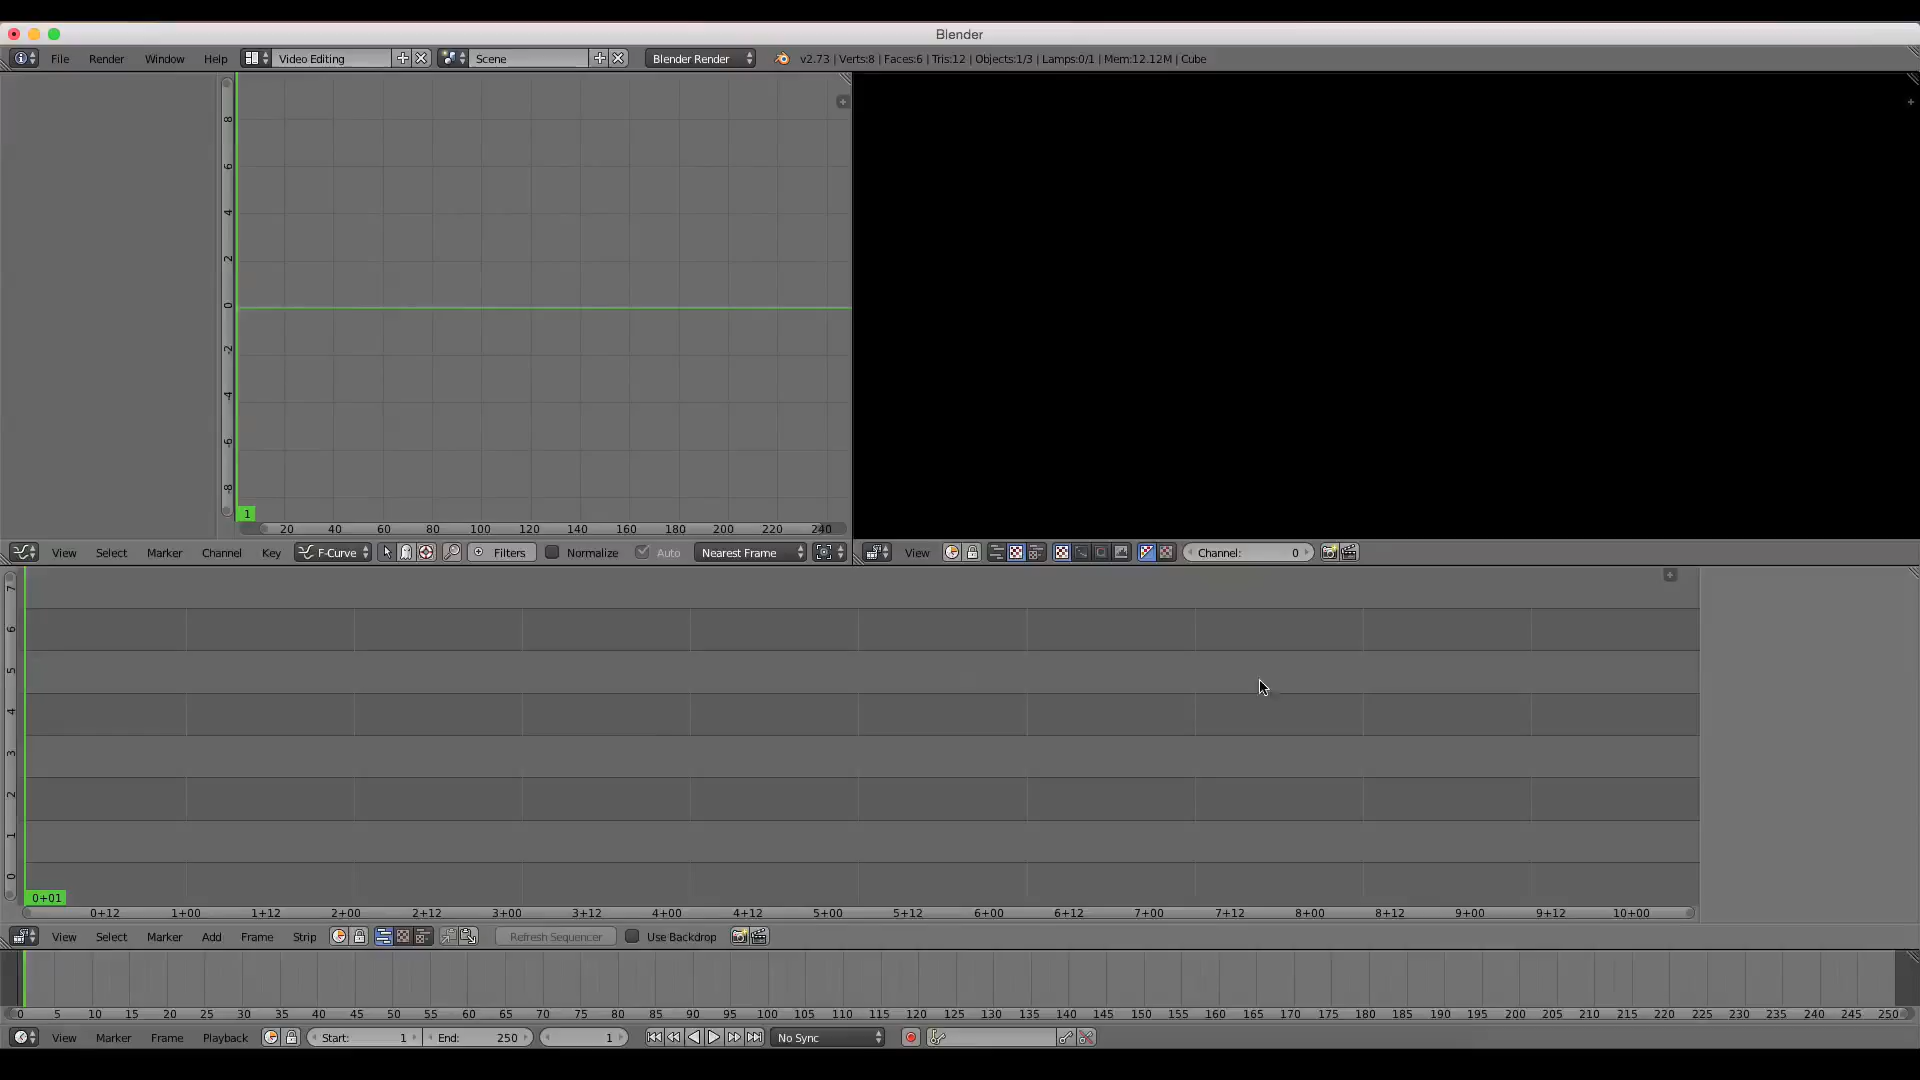 Blender
File Render Window Help Video Editing Scene Blender Render v2.73 | Verts:8 | Faces:6 | Tris:12 | Objects:1/3 | Lamps:0/1 | Mem:12.12M | Cube
8
6
4
2
0
-2
-4
-6
-8
1
20 40 60 80 100 120 140 160 180 200 220 240
View Select Marker Channel Key F-Curve Filters Normalize Auto Nearest Frame
View Channel: 0
7
6
5
4
3
2
1
0
0+01
0+12 1+00 1+12 2+00 2+12 3+00 3+12 4+00 4+12 5+00 5+12 6+00 6+12 7+00 7+12 8+00 8+12 9+00 9+12 10+00
View Select Marker Add Frame Strip Refresh Sequencer Use Backdrop
0 5 10 15 20 25 30 35 40 45 50 55 60 65 70 75 80 85 90 95 100 105 110 115 120 125 130 135 140 145 150 155 160 165 170 175 180 185 190 195 200 205 210 215 220 225 230 235 240 245 250
View Marker Frame Playback Start: 1 End: 250 1 No Sync